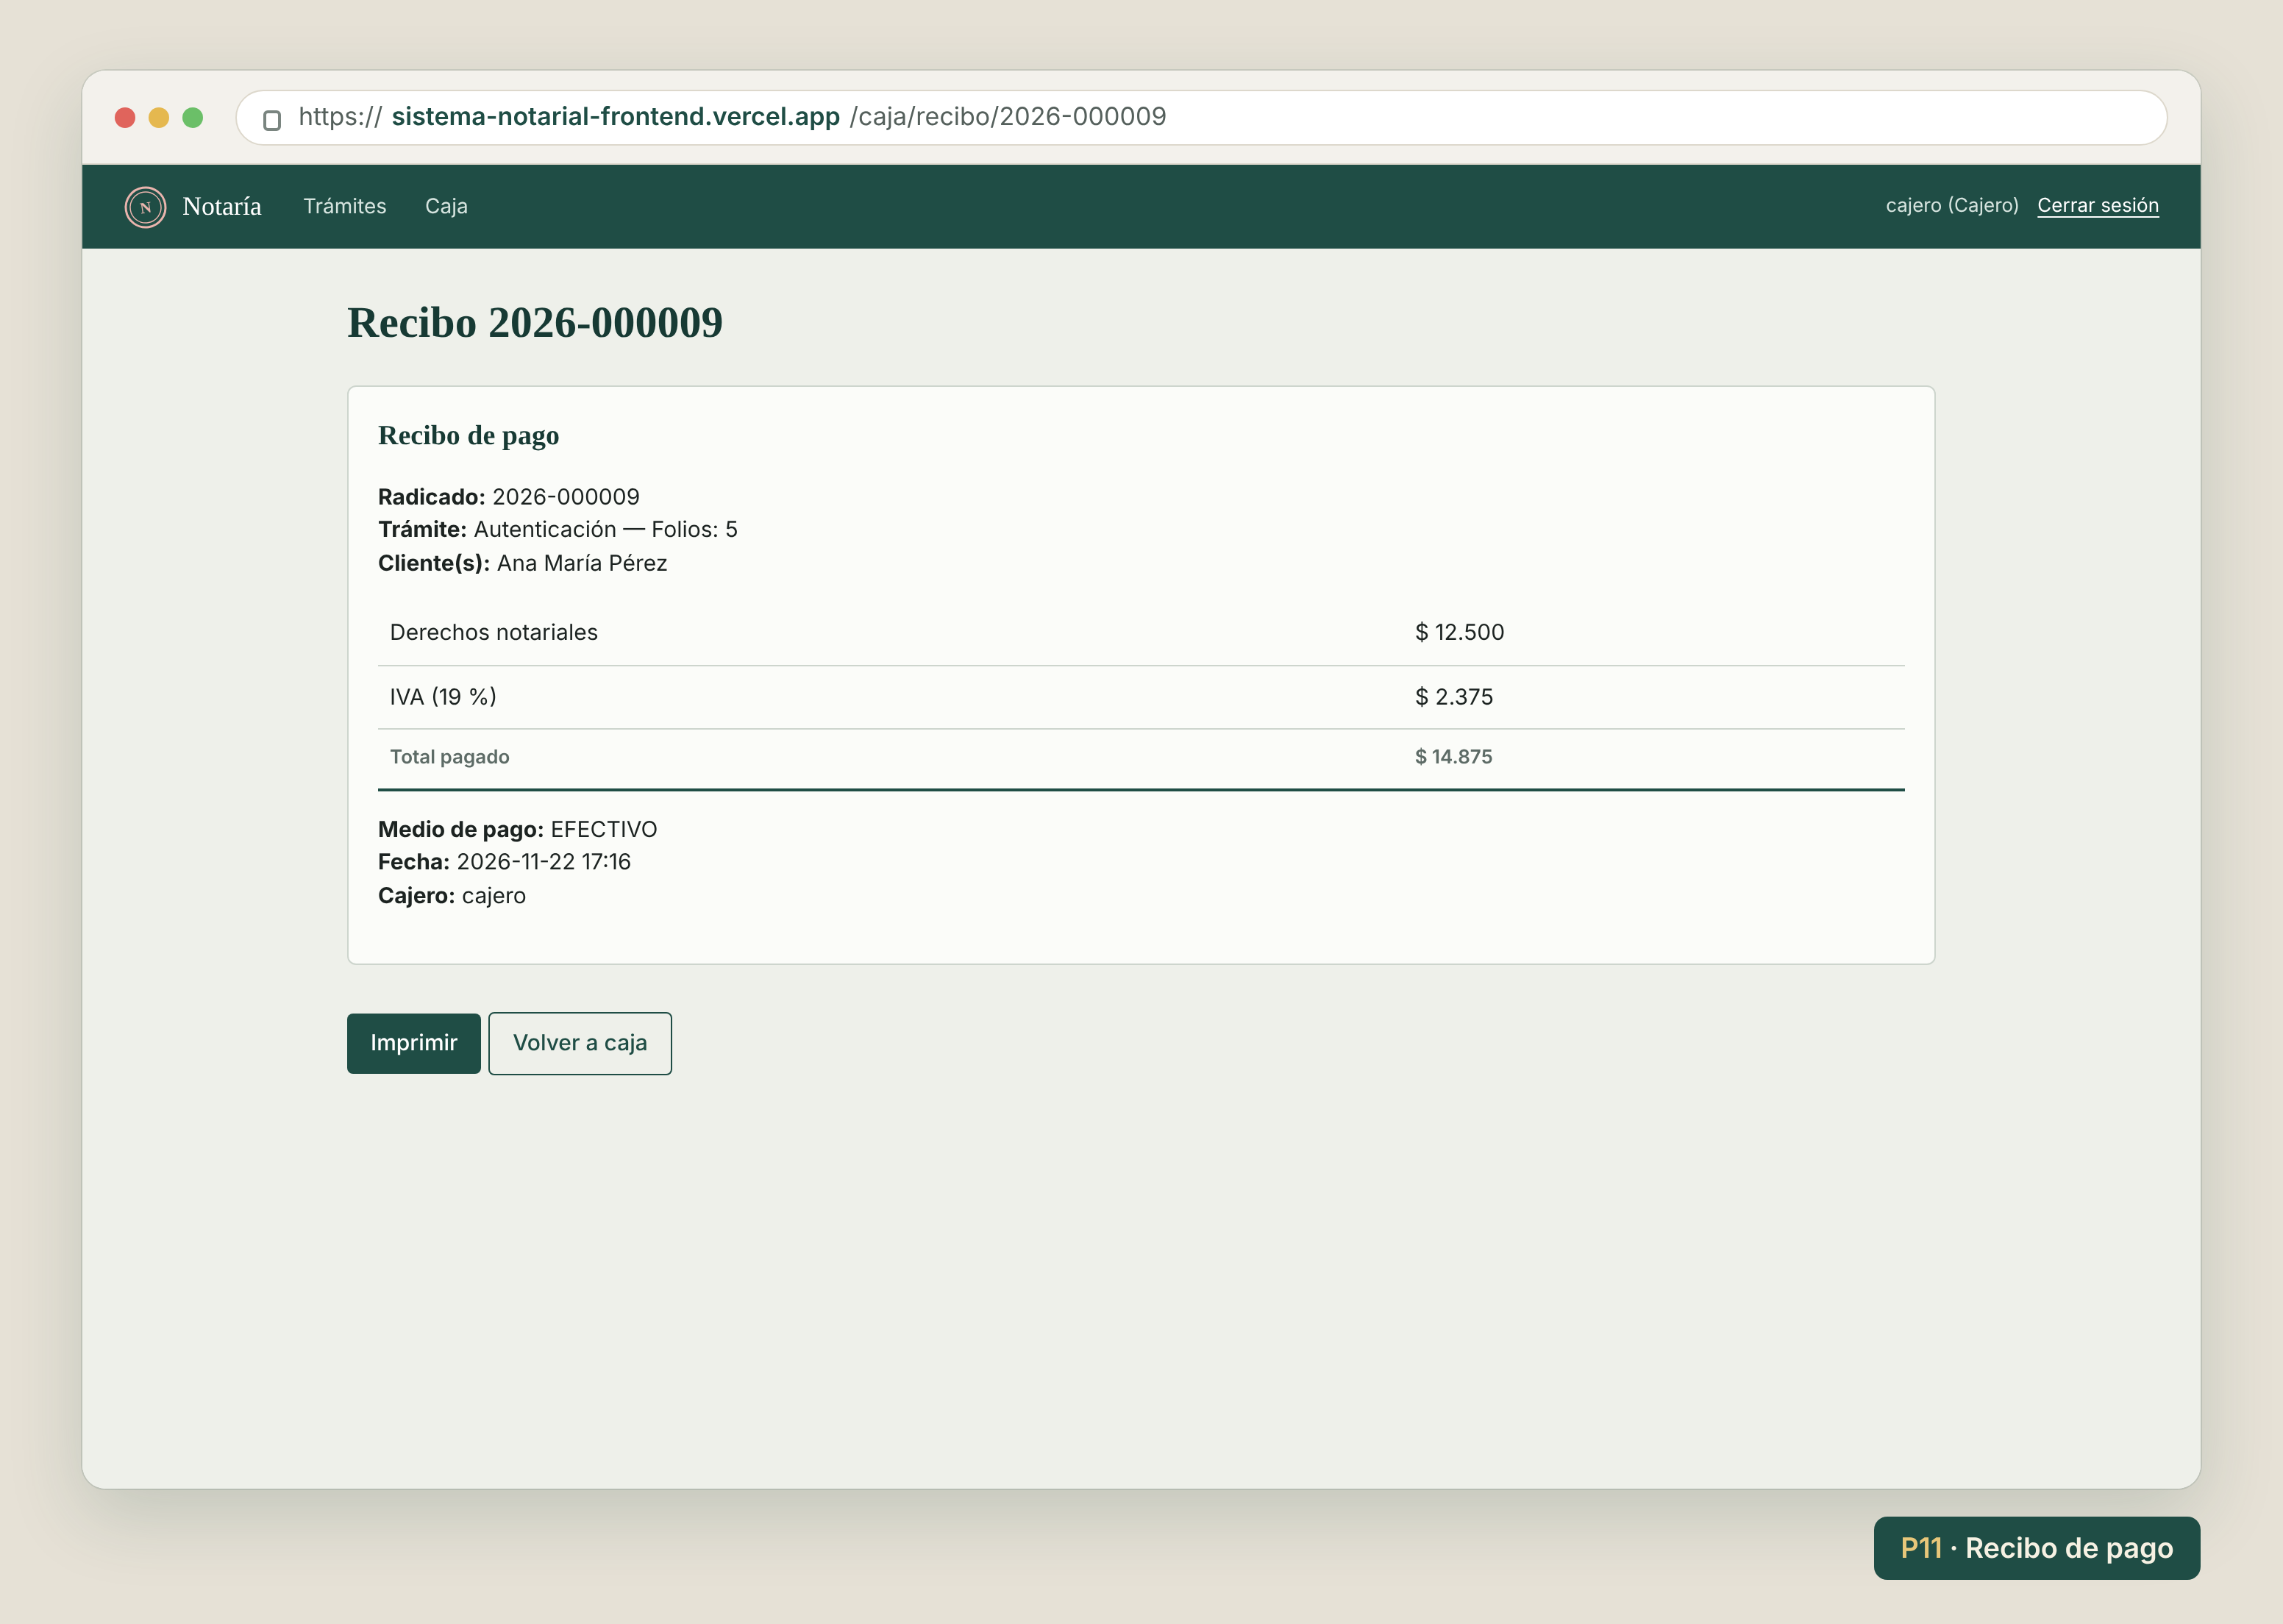 https:// sistema-notarial-frontend.vercel.app /caja/recibo/2026-000009
N Notaría Trámites Caja cajero (Cajero) Cerrar sesión
Recibo 2026-000009
Recibo de pago
Radicado: 2026-000009
Trámite: Autenticación — Folios: 5
Cliente(s): Ana María Pérez
Derechos notariales $ 12.500
IVA (19 %) $ 2.375
Total pagado $ 14.875
Medio de pago: EFECTIVO
Fecha: 2026-11-22 17:16
Cajero: cajero
Imprimir Volver a caja
P11 · Recibo de pago